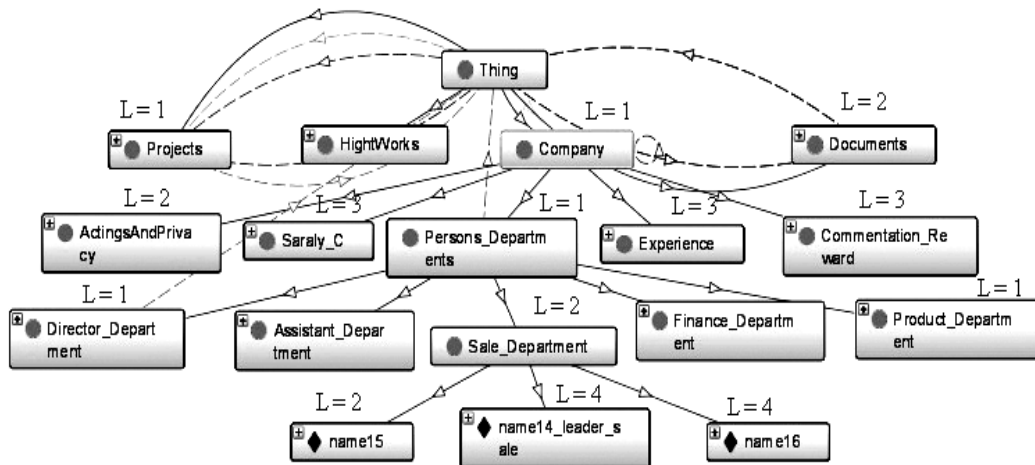 Thing
L=1
L=1
L=2
Projects
HightWorks
Company
Documents
L=2
L=3
L=1
L=3
L=3
ActingsAndPriva
cy
Saraly_C
Persons_Departm
ents
Experience
Commentation_Re
ward
L=1
L=2
L=1
Director_Depart
ment
Assistant_Depar
tment
Sale_Department
Finance_Departm
ent
Product_Departm
ent
L=2
L=4
L=4
name15
name14_leader_s
ale
name16